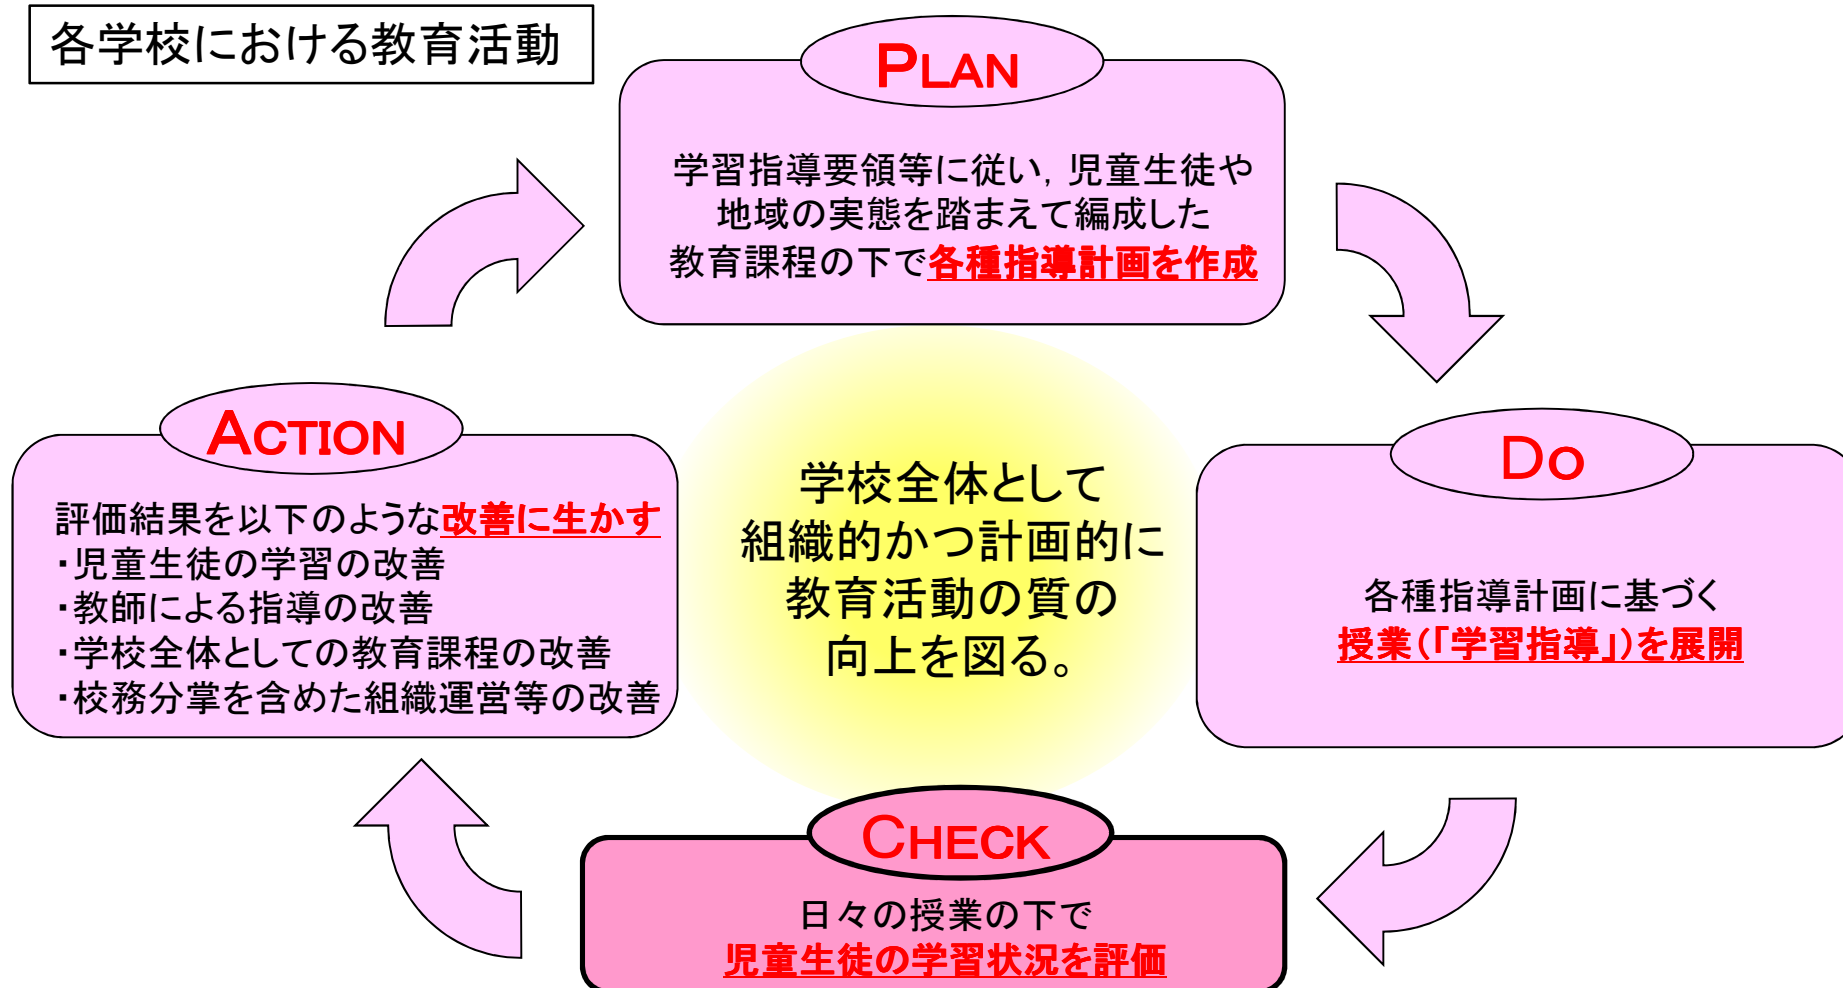 各学校における教育活動
PLAN
学習指導要領等に従い，児童生徒や
地域の実態を踏まえて編成した
教育課程の下で各種指導計画を作成
DO
各種指導計画に基づく
授業（「学習指導」）を展開
CHECK
日々の授業の下で
児童生徒の学習状況を評価
ACTION
評価結果を以下のような改善に生かす
・児童生徒の学習の改善
・教師による指導の改善
・学校全体としての教育課程の改善
・校務分掌を含めた組織運営等の改善
学校全体として
組織的かつ計画的に
教育活動の質の
向上を図る。